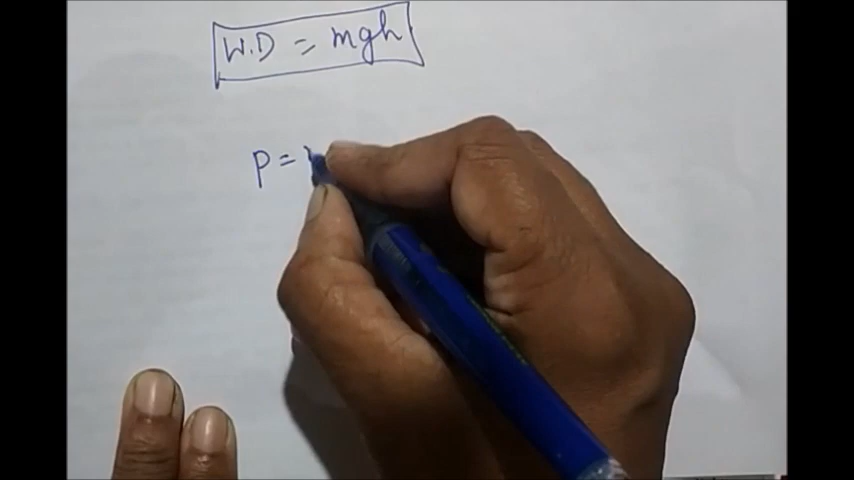 W.D = mgh
P =